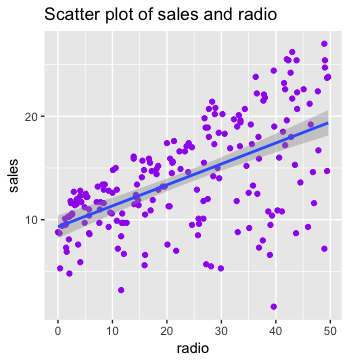 Scatter plot of sales and radio
20
10
sales
0 10 20 30 40 50
radio